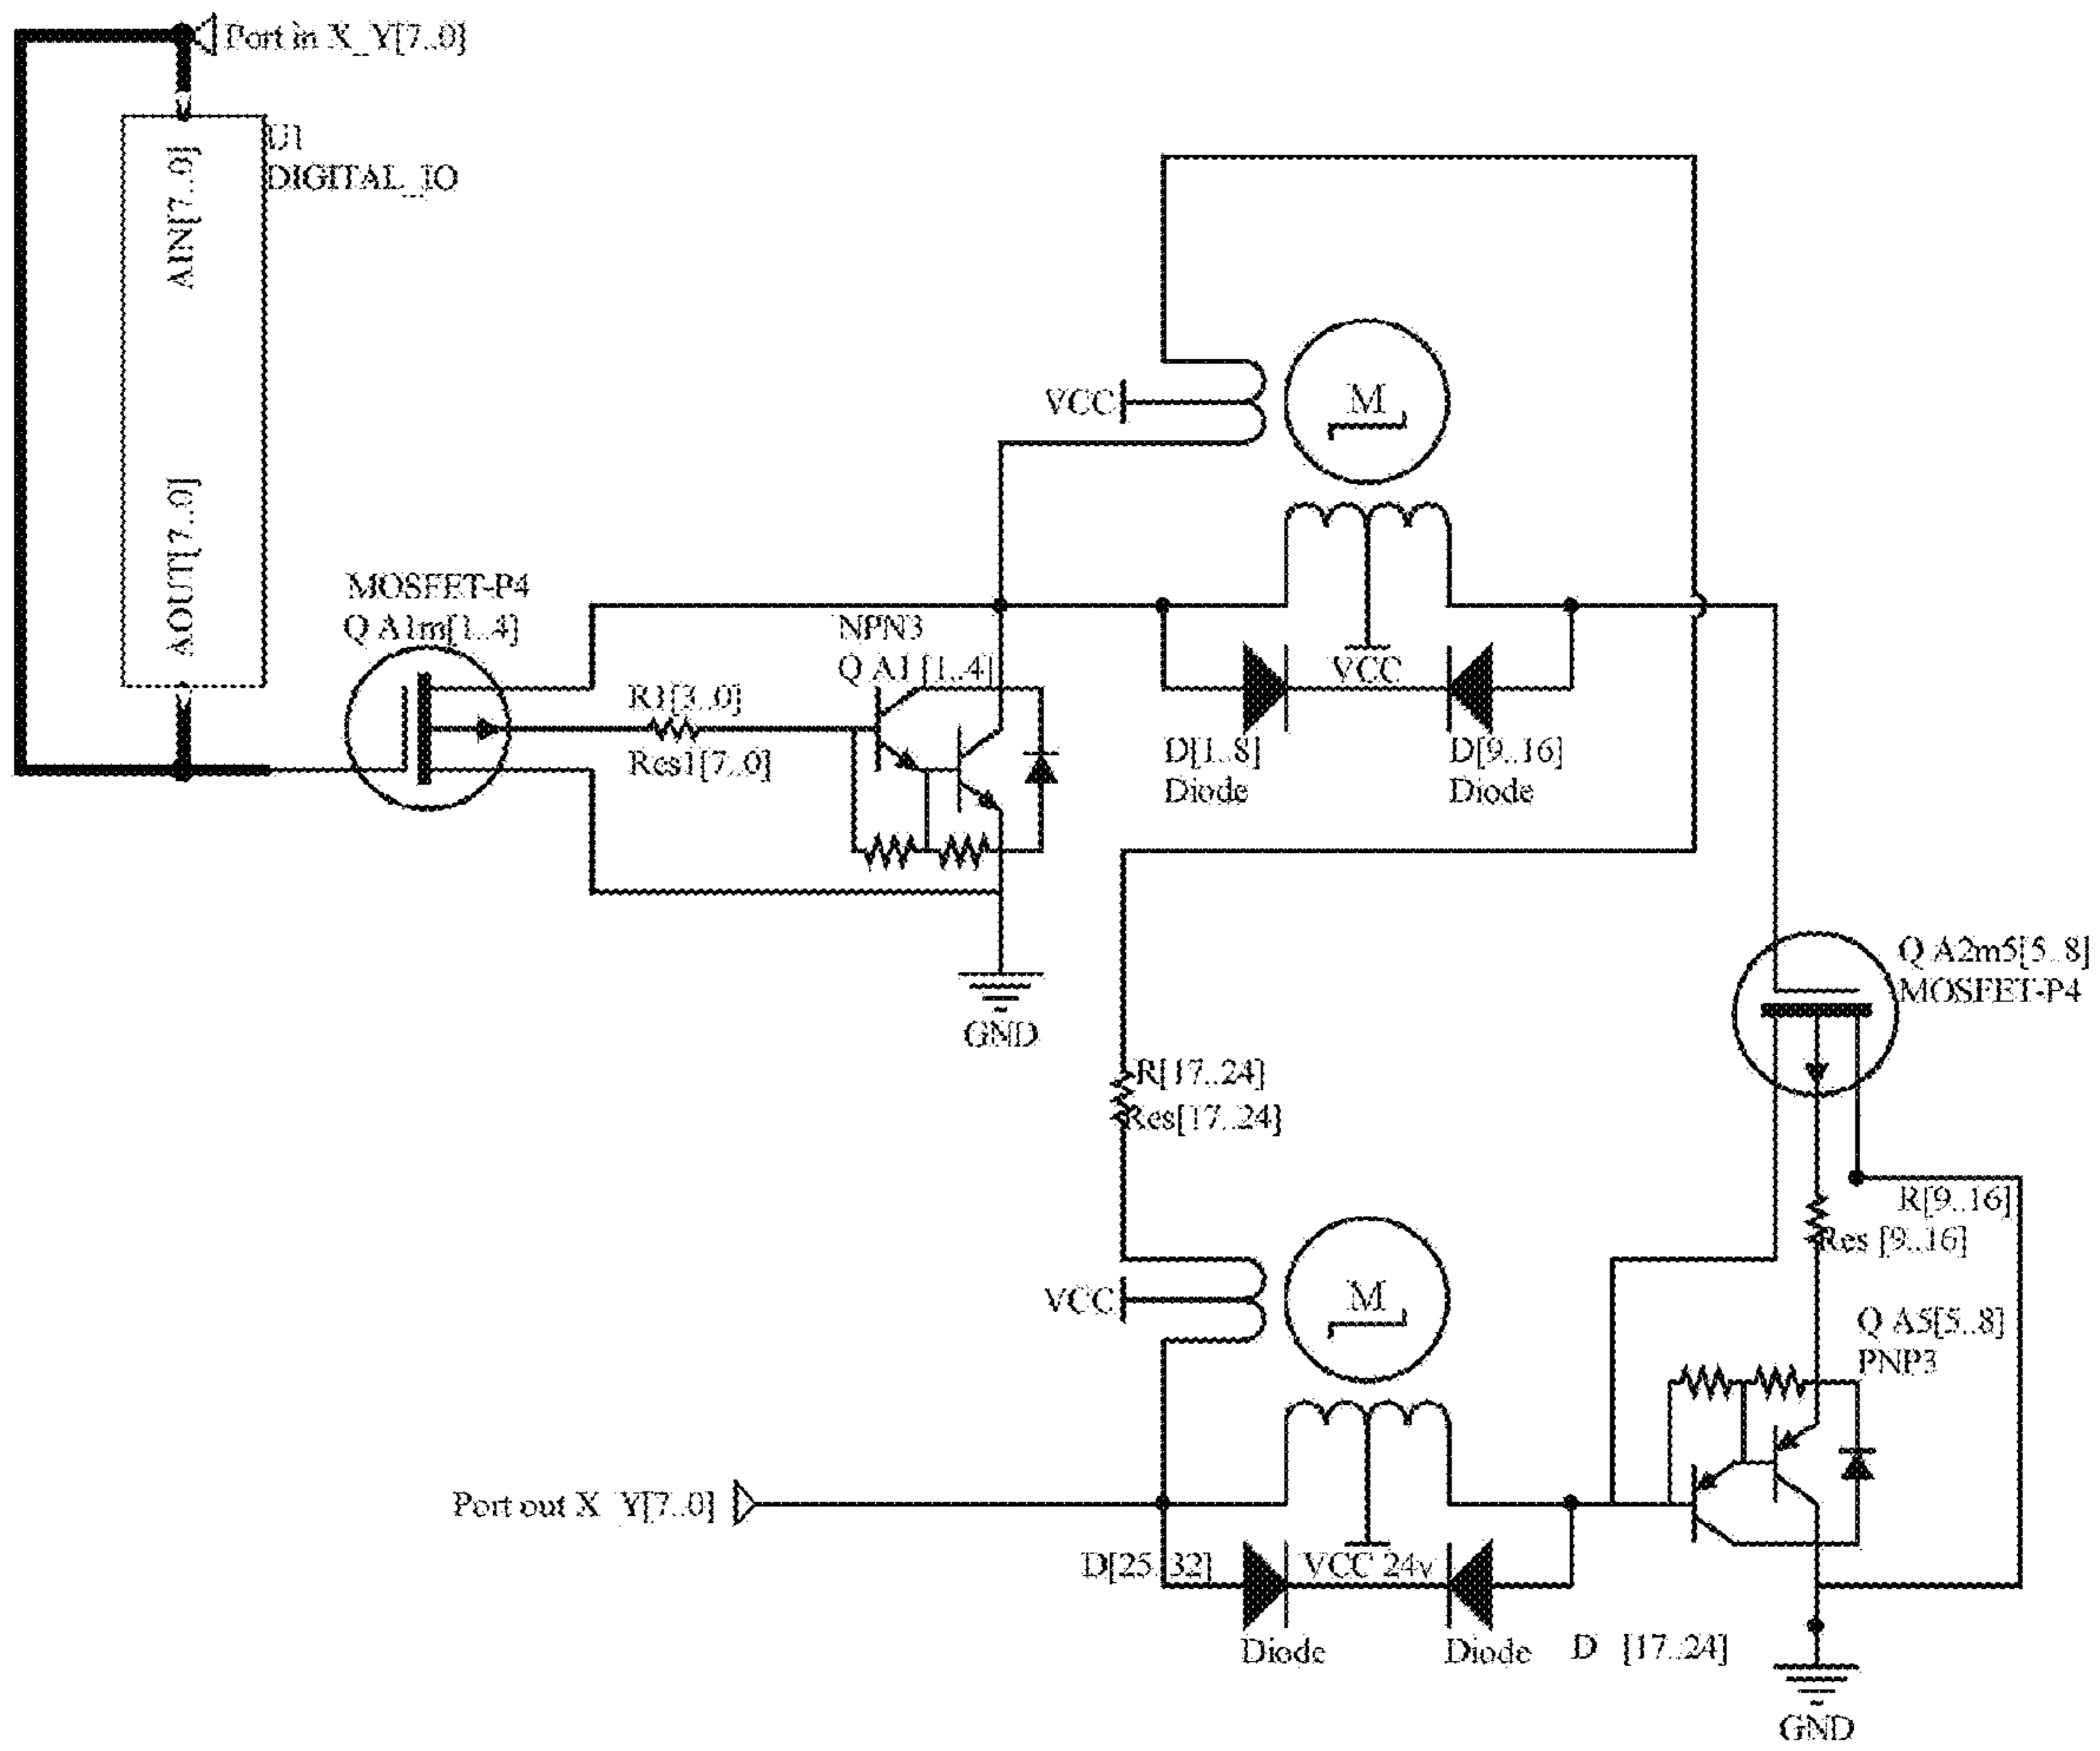 Port in X_Y[7..0]
U1
DIGITAL_IO
AIN[7..0]
AOUT[7..0]
VCC
M
MOSFET-P4
Q A1m[1..4]
NPN3
Q A1 [1..4]
R1[3..0]
Res1[7..0]
VCC
D[1..8]
Diode
D[9..16]
Diode
GND
Q A2m5[5..8]
MOSFET-P4
R[17..24]
Res[17..24]
R[9..16]
Res [9..16]
VCC
M
Q A5[5..8]
PNP3
Port out X Y[7..0]
D[25..32]
VCC 24v
Diode
Diode
D [17..24]
GND